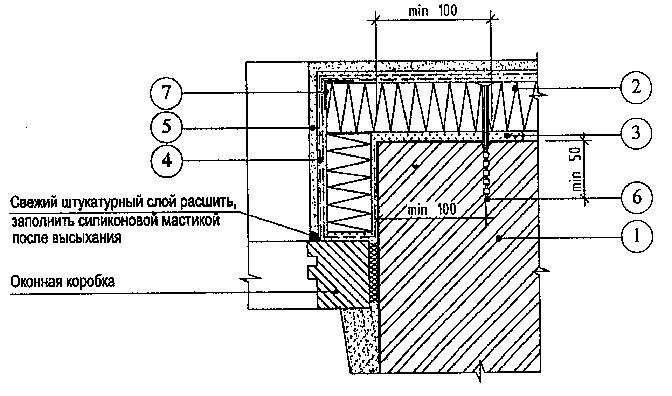 min 100
7
2
5
3
4
min 50
Свежий штукатурный слой расшить,
заполнить силиконовой мастикой
после высыхания
min 100
6
1
Оконная коробка